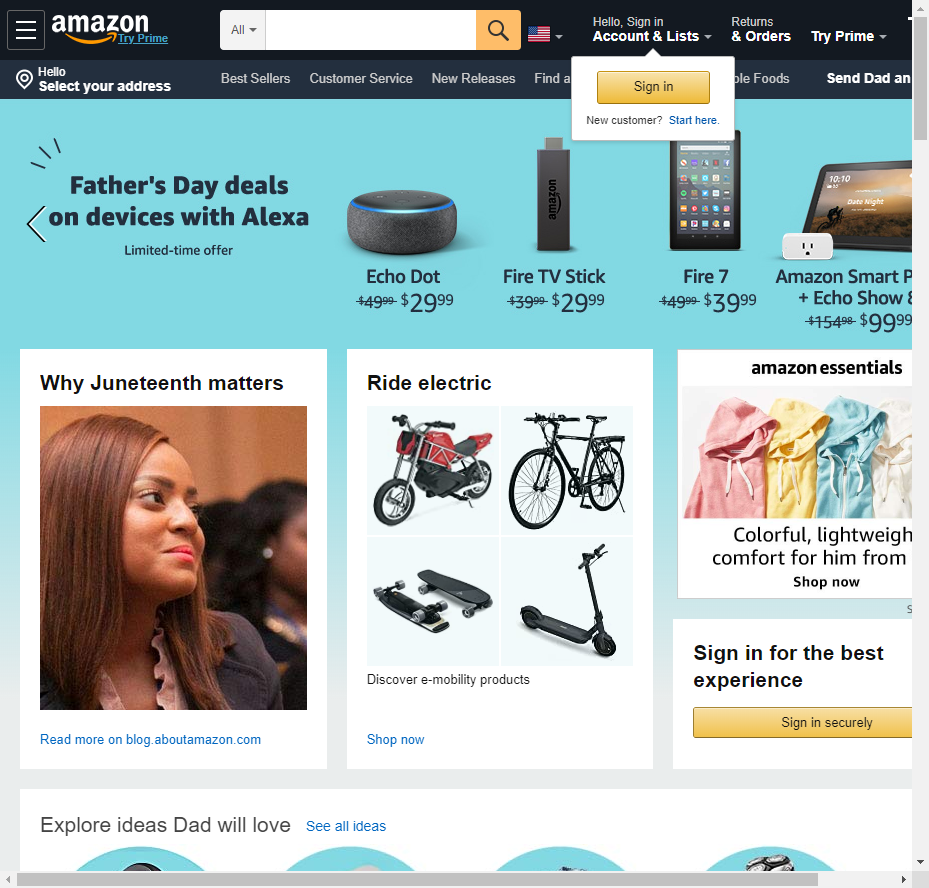 amazon
Try Prime
All
Hello, Sign in
Account & Lists
Returns
& Orders
Try Prime
Hello
Select your address
Best Sellers
Customer Service
New Releases
Find a
ple Foods
Send Dad an
Sign in
New customer? Start here.
Father's Day deals
on devices with Alexa
Limited-time offer
amazon
10:10
Date Night
Echo Dot
$49.99 $29.99
Fire TV Stick
$39.99 $29.99
Fire 7
$49.99 $39.99
Amazon Smart P
+ Echo Show 8
$154.98 $99.99
Why Juneteenth matters
Read more on blog.aboutamazon.com
Ride electric
Discover e-mobility products
Shop now
amazon essentials
Colorful, lightweigh
comfort for him from
Shop now
S
Sign in for the best
experience
Sign in securely
Explore ideas Dad will love
See all ideas